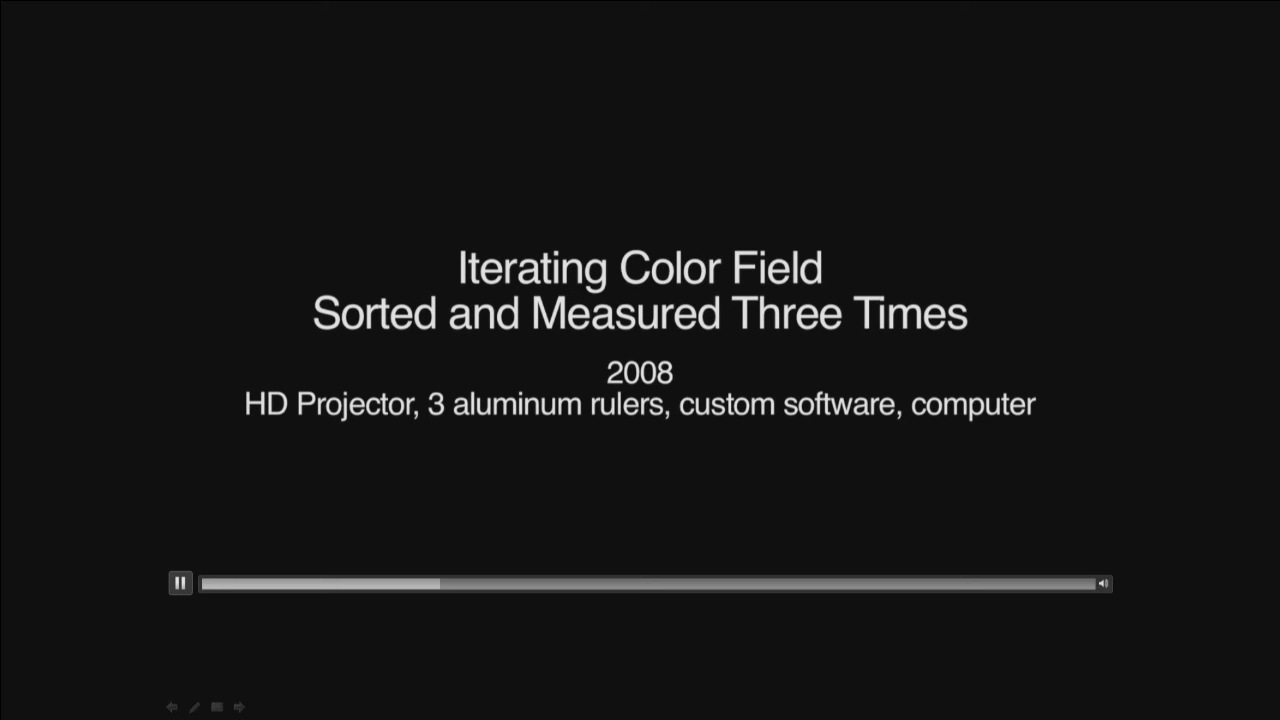 Iterating Color Field
Sorted and Measured Three Times
2008
HD Projector, 3 aluminum rulers, custom software, computer